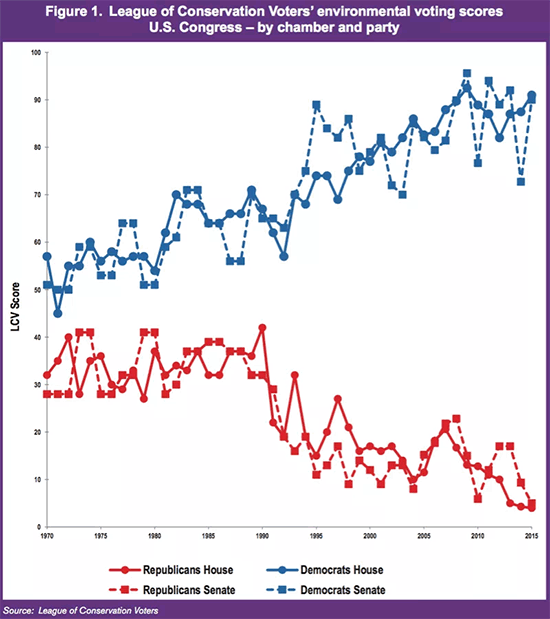 Figure 1. League of Conservation Voters’ environmental voting scores
U.S. Congress – by chamber and party
LCV Score
100
90
80
70
60
50
40
30
20
10
0
1970 1975 1980 1985 1990 1995 2000 2005 2010 2015
Republicans House Democrats House
Republicans Senate Democrats Senate
Source: League of Conservation Voters